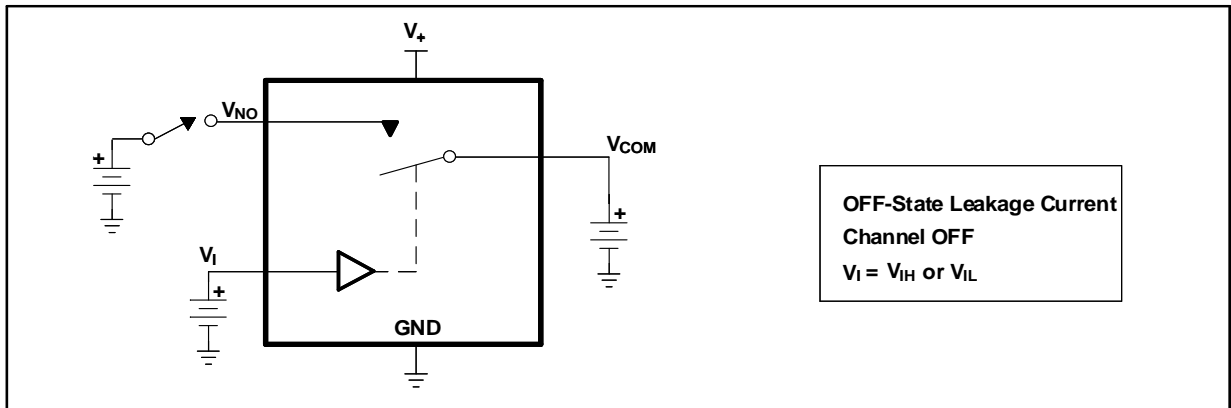 V+
VNO
+
VCOM
+
VI
+
GND
OFF-State Leakage Current
Channel OFF
VI = VIH or VIL